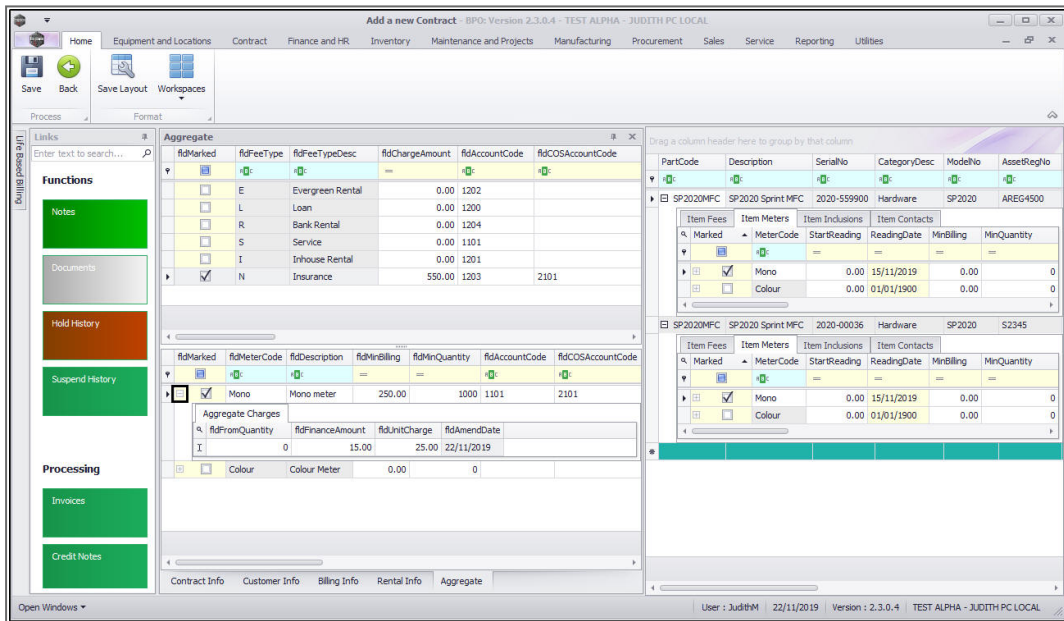 Add a new Contract - BPO: Version 2.3.0.4 - TEST ALPHA - JUDITH PC LOCAL
Home Equipment and Locations Contract Finance and HR Inventory Maintenance and Projects Manufacturing Procurement Sales Service Reporting Utilities
Save Back Save Layout Workspaces
Process Format
Life Based Billing
Links
Enter text to search...
Functions
Notes
Documents
Hold History
Suspend History
Processing
Invoices
Credit Notes
Aggregate
fldMarked fldFeeType fldFeeTypeDesc fldChargeAmount fldAccountCode fldCOSAccountCode
E Evergreen Rental 0.00 1202
L Loan 0.00 1200
R Bank Rental 0.00 1204
S Service 0.00 1101
I Inhouse Rental 0.00 1201
N Insurance 550.00 1203 2101
fldMarked fldMeterCode fldDescription fldMinBilling fldMinQuantity fldAccountCode fldCOSAccountCode
Mono Mono meter 250.00 1000 1101 2101
Aggregate Charges
fldFromQuantity fldFinanceAmount fldUnitCharge fldAmendDate
0 15.00 25.00 22/11/2019
Colour Colour Meter 0.00 0
Contract Info Customer Info Billing Info Rental Info Aggregate
Drag a column header here to group by that column
PartCode Description SerialNo CategoryDesc ModelNo AssetRegNo
SP2020MFC SP2020 Sprint MFC 2020-559900 Hardware SP2020 AREG4500
Item Fees Item Meters Item Inclusions Item Contacts
Marked MeterCode StartReading ReadingDate MinBilling MinQuantity
Mono 0.00 15/11/2019 0.00 0
Colour 0.00 01/01/1900 0.00 0
SP2020MFC SP2020 Sprint MFC 2020-00036 Hardware SP2020 S2345
Item Fees Item Meters Item Inclusions Item Contacts
Marked MeterCode StartReading ReadingDate MinBilling MinQuantity
Mono 0.00 15/11/2019 0.00 0
Colour 0.00 01/01/1900 0.00 0
Open Windows User : JudithM 22/11/2019 Version : 2.3.0.4 TEST ALPHA - JUDITH PC LOCAL